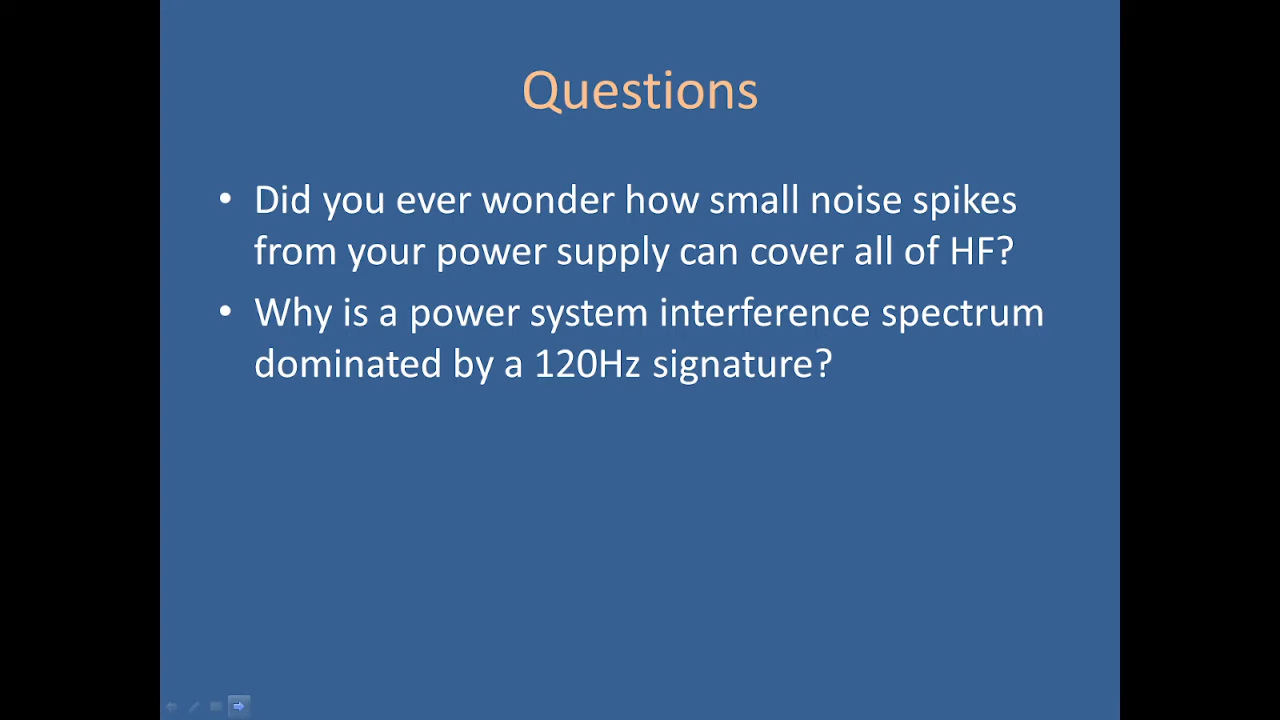 Questions
• Did you ever wonder how small noise spikes
from your power supply can cover all of HF?
• Why is a power system interference spectrum
dominated by a 120Hz signature?